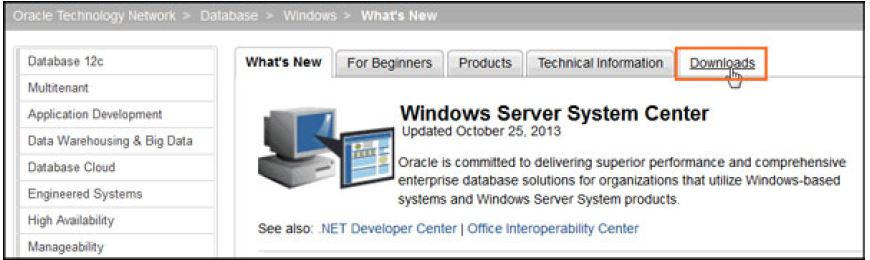 Oracle Technology Network > Database > Windows > What's New
Database 12c
Multitenant
Application Development
Data Warehousing & Big Data
Database Cloud
Engineered Systems
High Availability
Manageability
What's New For Beginners Products Technical Information Downloads
Windows Server System Center
Updated October 25, 2013
Oracle is committed to delivering superior performance and comprehensive
enterprise database solutions for organizations that utilize Windows-based
systems and Windows Server System products.
See also: .NET Developer Center | Office Interoperability Center